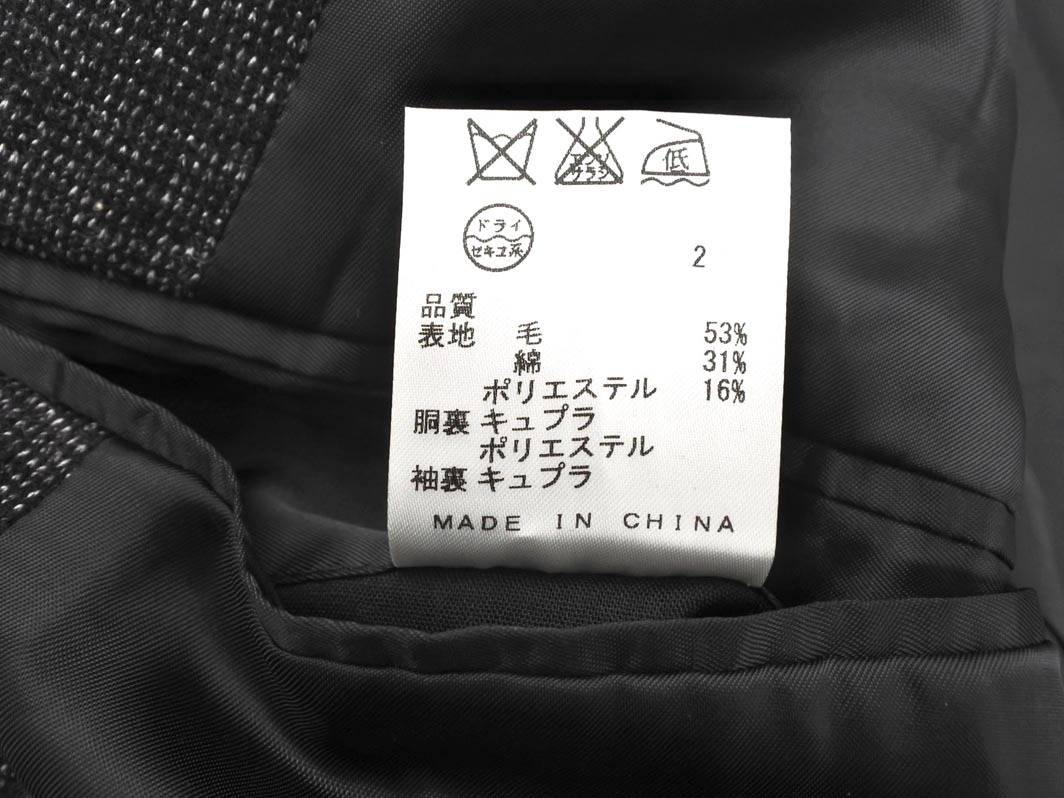 エンソ
サラシ
低
ドライ
セキユ系
2
品質
表地 毛 53%
綿 31%
ポリエステル 16%
胴裏 キュプラ
ポリエステル
袖裏 キュプラ
MADE IN CHINA